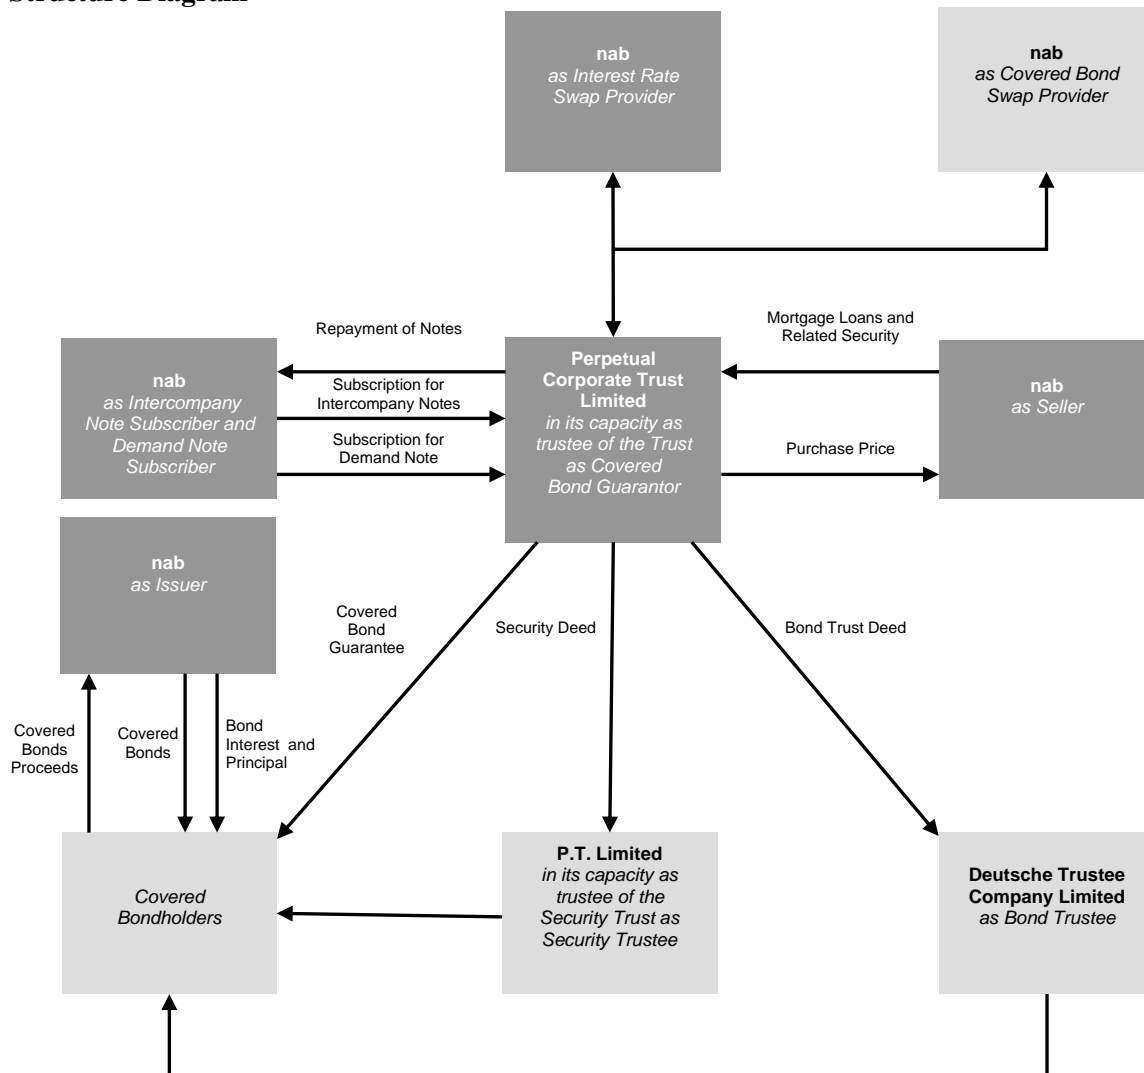 Structure Diagram
nab
as Interest Rate
Swap Provider
nab
as Covered Bond
Swap Provider
Repayment of Notes
Mortgage Loans and
Related Security
nab
as Intercompany
Note Subscriber and
Demand Note
Subscriber
Subscription for
Intercompany Notes
Subscription for
Demand Note
Perpetual
Corporate Trust
Limited
in its capacity as
trustee of the Trust
as Covered
Bond Guarantor
nab
as Seller
Purchase Price
nab
as Issuer
Covered
Bond
Guarantee
Security Deed
Bond Trust Deed
Covered
Bonds
Proceeds
Covered
Bonds
Bond
Interest and
Principal
Covered
Bondholders
P.T. Limited
in its capacity as
trustee of the
Security Trust as
Security Trustee
Deutsche Trustee
Company Limited
as Bond Trustee